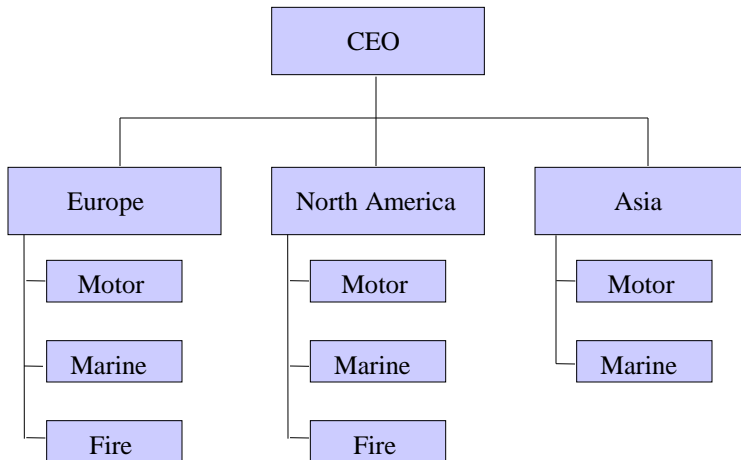 CEO
Europe
North America
Asia
Motor
Motor
Motor
Marine
Marine
Marine
Fire
Fire